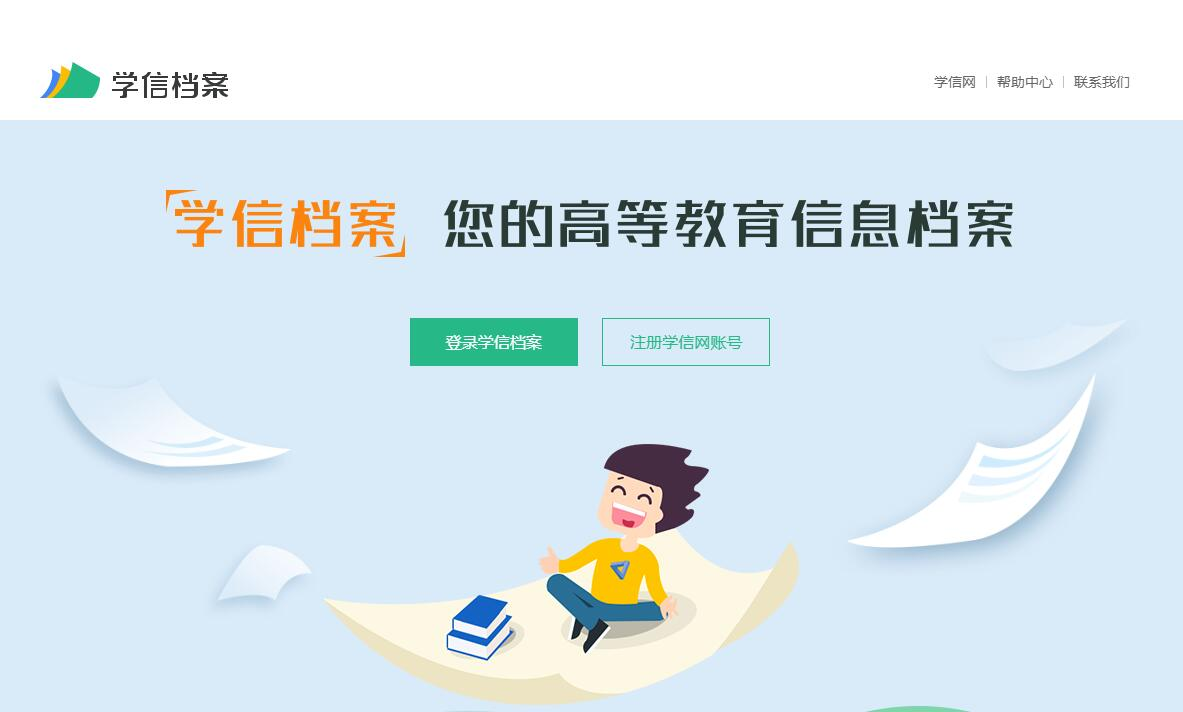 学信档案
学信网 | 帮助中心 | 联系我们
学信档案 您的高等教育信息档案
登录学信档案 注册学信网账号